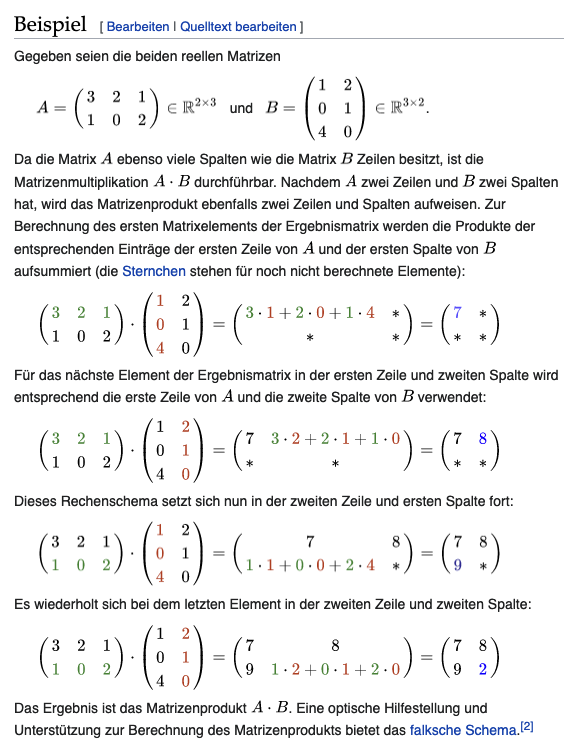 Beispiel [ Bearbeiten | Quelltext bearbeiten ]
Gegeben seien die beiden reellen Matrizen
A = (3 2 1; 1 0 2) ∈ ℝ²ˣ³ und B = (1 2; 0 1; 4 0) ∈ ℝ³ˣ².
Da die Matrix A ebenso viele Spalten wie die Matrix B Zeilen besitzt, ist die
Matrizenmultiplikation A · B durchführbar. Nachdem A zwei Zeilen und B zwei Spalten
hat, wird das Matrizenprodukt ebenfalls zwei Zeilen und Spalten aufweisen. Zur
Berechnung des ersten Matrixelements der Ergebnismatrix werden die Produkte der
entsprechenden Einträge der ersten Zeile von A und der ersten Spalte von B
aufsummiert (die Sternchen stehen für noch nicht berechnete Elemente):
(3 2 1; 1 0 2) · (1 2; 0 1; 4 0) = (3 · 1 + 2 · 0 + 1 · 4 *; * *) = (7 *; * *)
Für das nächste Element der Ergebnismatrix in der ersten Zeile und zweiten Spalte wird
entsprechend die erste Zeile von A und die zweite Spalte von B verwendet:
(3 2 1; 1 0 2) · (1 2; 0 1; 4 0) = (7 3 · 2 + 2 · 1 + 1 · 0; * *) = (7 8; * *)
Dieses Rechenschema setzt sich nun in der zweiten Zeile und ersten Spalte fort:
(3 2 1; 1 0 2) · (1 2; 0 1; 4 0) = (7 8; 1 · 1 + 0 · 0 + 2 · 4 *) = (7 8; 9 *)
Es wiederholt sich bei dem letzten Element in der zweiten Zeile und zweiten Spalte:
(3 2 1; 1 0 2) · (1 2; 0 1; 4 0) = (7 8; 9 1 · 2 + 0 · 1 + 2 · 0) = (7 8; 9 2)
Das Ergebnis ist das Matrizenprodukt A · B. Eine optische Hilfestellung und
Unterstützung zur Berechnung des Matrizenprodukts bietet das falksche Schema.[2]